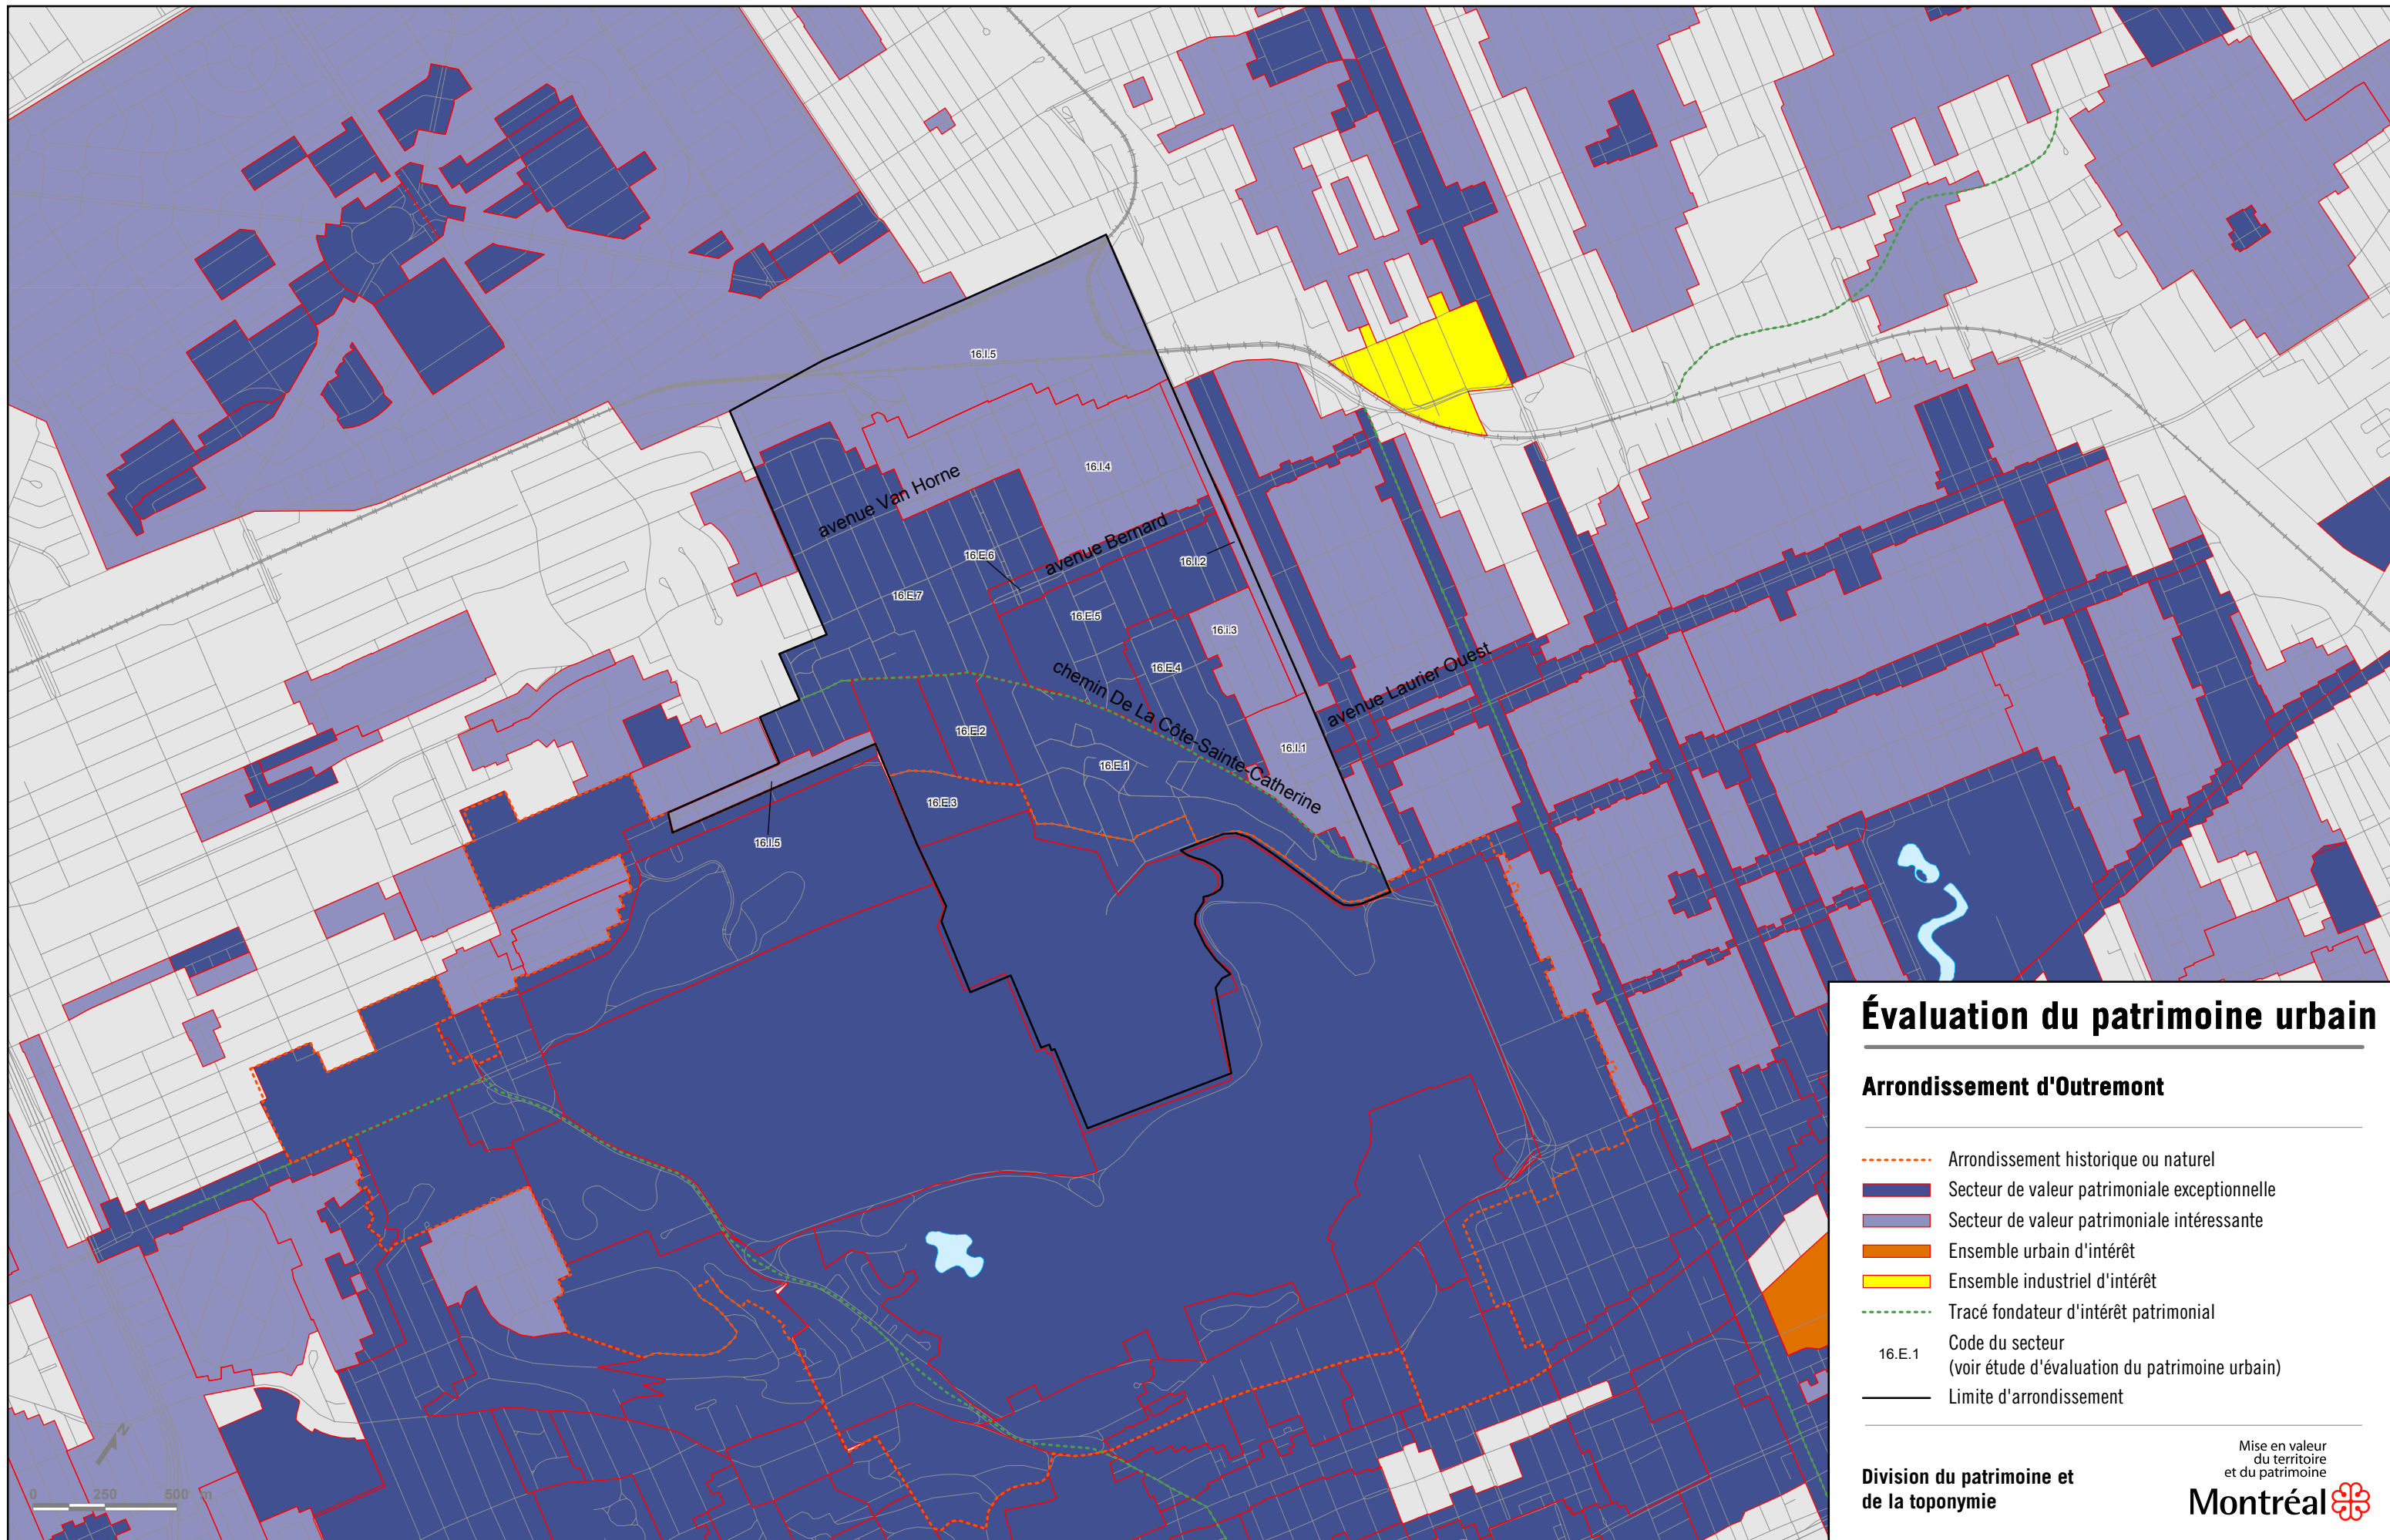 16.I.5
16.I.4
avenue Van Horne
avenue Bernard
16.E.6
16.I.2
16.E.7
16.E.5
16.I.3
16.E.4
chemin De La Côte-Sainte-Catherine
avenue Laurier Ouest
16.E.2
16.I.1
16.E.1
16.E.3
16.I.5
N
0 250 500 m
Évaluation du patrimoine urbain
Arrondissement d'Outremont
Arrondissement historique ou naturel
Secteur de valeur patrimoniale exceptionnelle
Secteur de valeur patrimoniale intéressante
Ensemble urbain d'intérêt
Ensemble industriel d'intérêt
Tracé fondateur d'intérêt patrimonial
16.E.1
Code du secteur
(voir étude d'évaluation du patrimoine urbain)
Limite d'arrondissement
Division du patrimoine et
de la toponymie
Mise en valeur
du territoire
et du patrimoine
Montréal